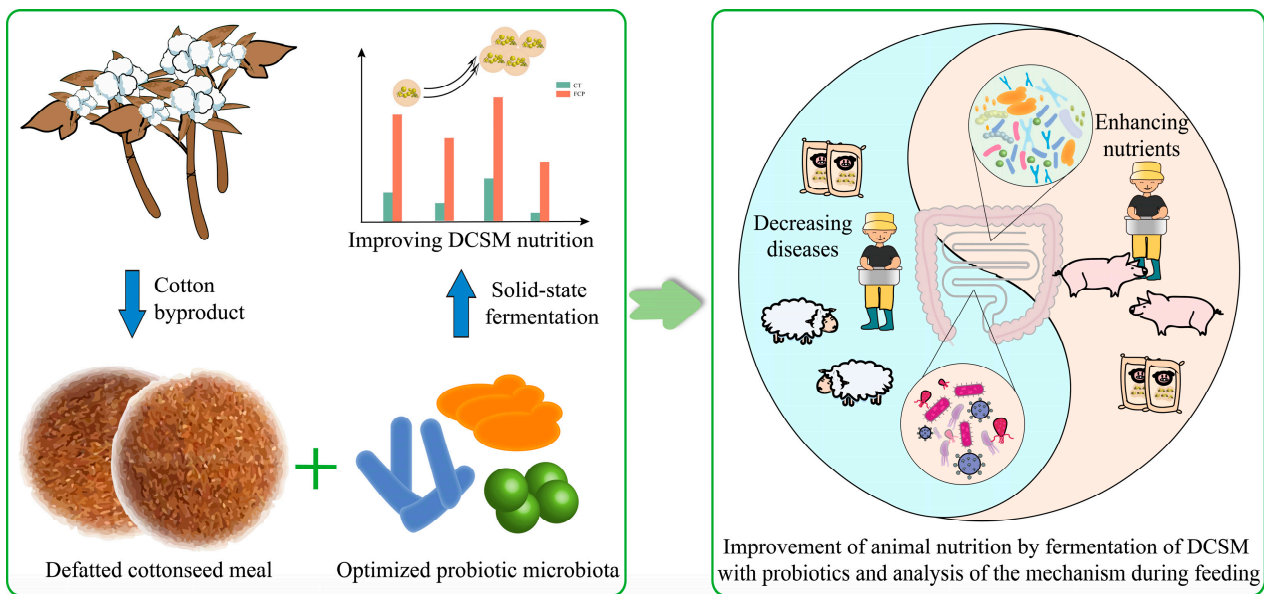 CT
FCP
Improving DCSM nutrition
Cotton
byproduct
Solid-state
fermentation
Defatted cottonseed meal
Optimized probiotic microbiota
Enhancing
nutrients
Decreasing
diseases
Improvement of animal nutrition by fermentation of DCSM
with probiotics and analysis of the mechanism during feeding